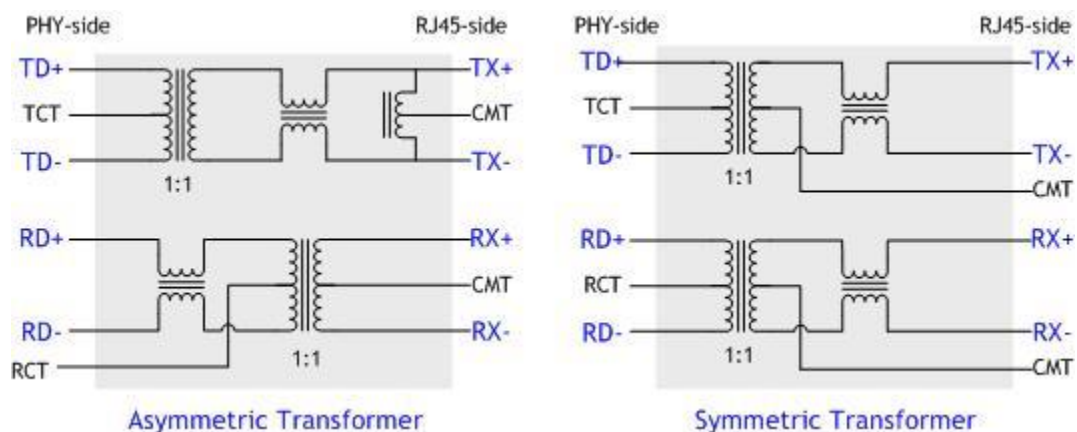 PHY-side RJ45-side
TD+ TX+
TCT CMT
TD- TX-
1:1
RD+ RX+
CMT
RD- RX-
RCT
1:1
Asymmetric Transformer
PHY-side RJ45-side
TD+ TX+
TCT
TD- TX-
1:1
CMT
RD+ RX+
RCT
RD- RX-
1:1
CMT
Symmetric Transformer